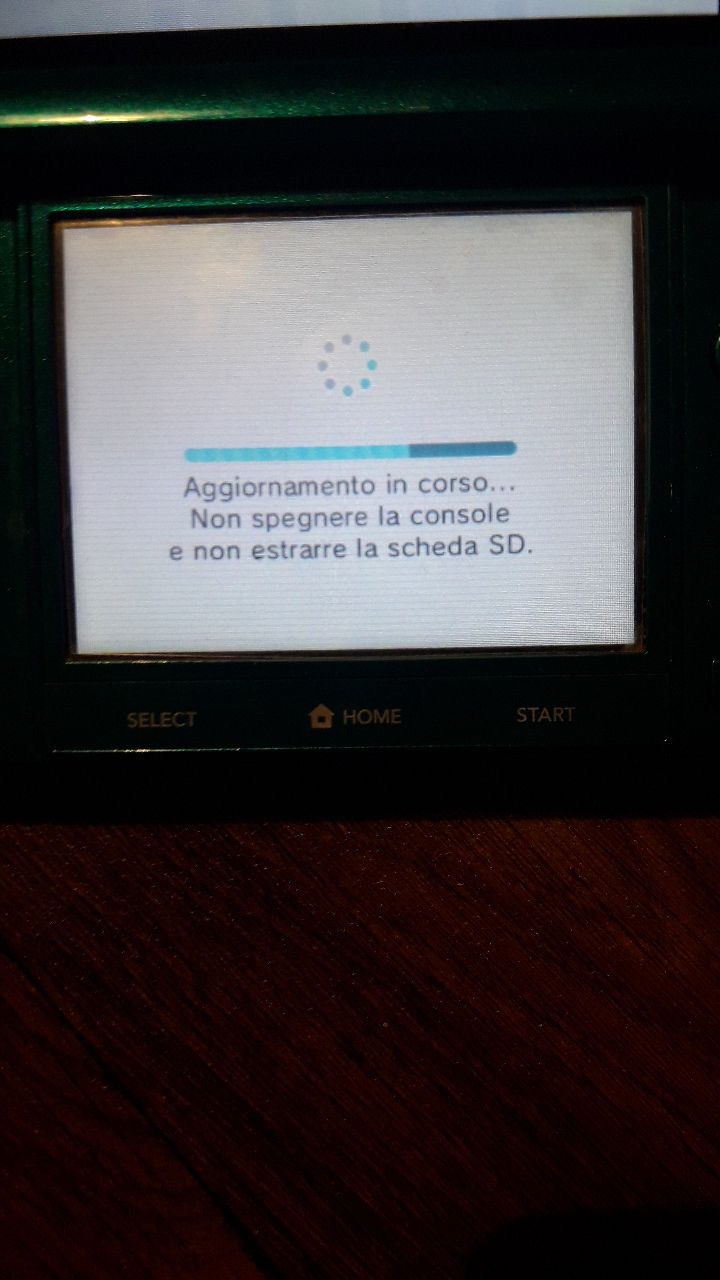 Aggiornamento in corso...
Non spegnere la console
e non estrarre la scheda SD.
SELECT HOME START